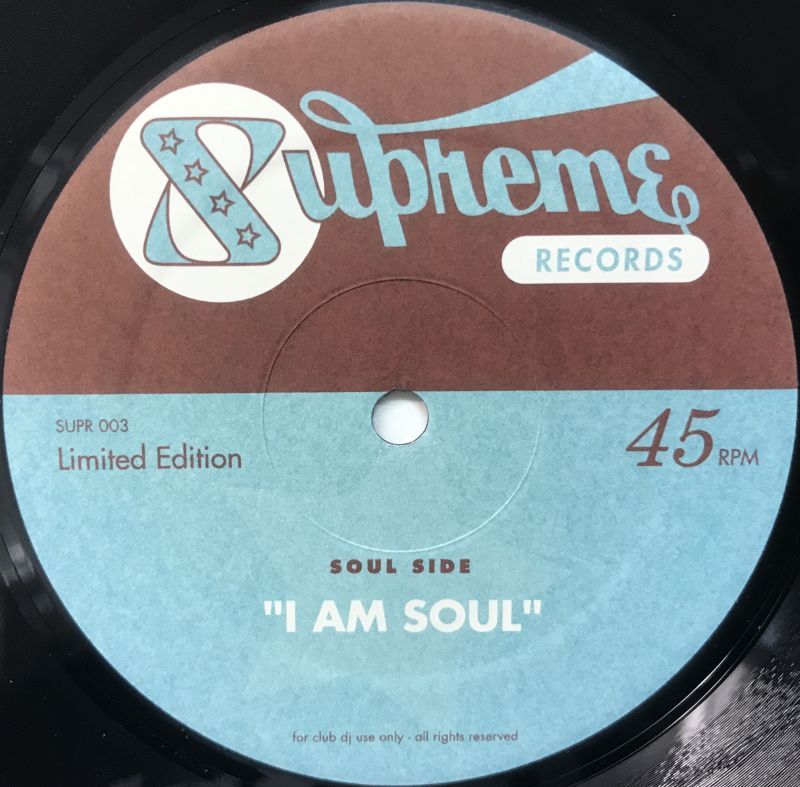 Supreme
RECORDS
SUPR 003
Limited Edition
45 RPM
SOUL SIDE
"I AM SOUL"
for club dj use only - all rights reserved